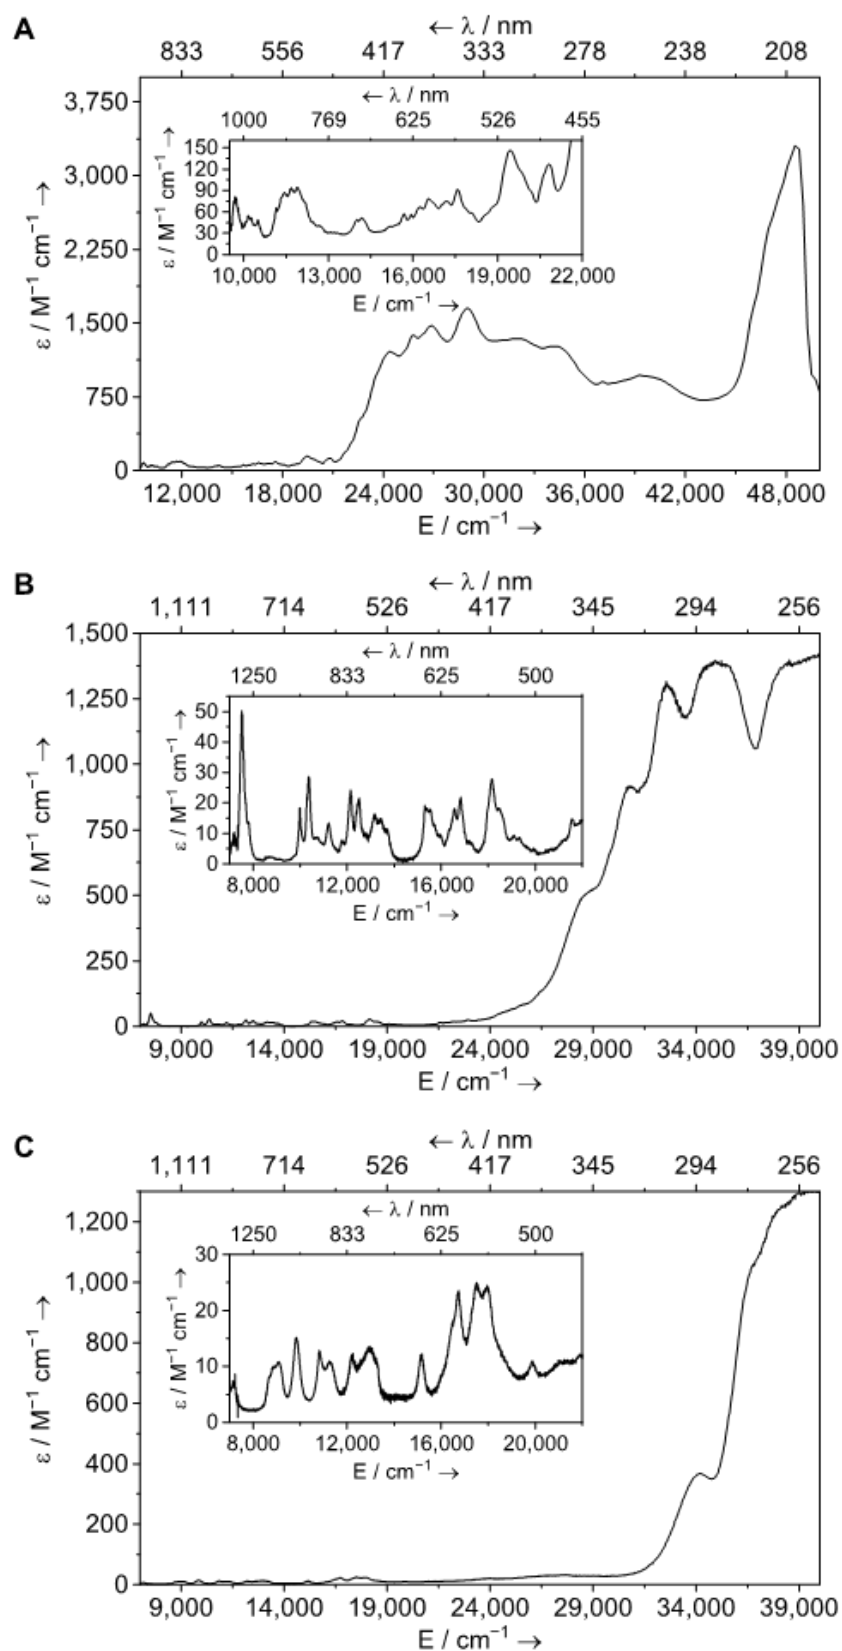 A
← λ / nm
833 556 417 333 278 238 208
3,750
3,000
2,250
1,500
750
0
ε / M⁻¹ cm⁻¹ →
← λ / nm
1000 769 625 526 455
150
120
90
60
30
0
ε / M⁻¹ cm⁻¹ →
10,000 13,000 16,000 19,000 22,000
E / cm⁻¹ →
12,000 18,000 24,000 30,000 36,000 42,000 48,000
E / cm⁻¹ →
B
← λ / nm
1,111 714 526 417 345 294 256
1,500
1,250
1,000
750
500
250
0
ε / M⁻¹ cm⁻¹ →
← λ / nm
1250 833 625 500
50
40
30
20
10
0
ε / M⁻¹ cm⁻¹ →
8,000 12,000 16,000 20,000
E / cm⁻¹ →
9,000 14,000 19,000 24,000 29,000 34,000 39,000
E / cm⁻¹ →
C
← λ / nm
1,111 714 526 417 345 294 256
1,200
1,000
800
600
400
200
0
ε / M⁻¹ cm⁻¹ →
← λ / nm
1250 833 625 500
30
20
10
0
ε / M⁻¹ cm⁻¹ →
8,000 12,000 16,000 20,000
E / cm⁻¹ →
9,000 14,000 19,000 24,000 29,000 34,000 39,000
E / cm⁻¹ →